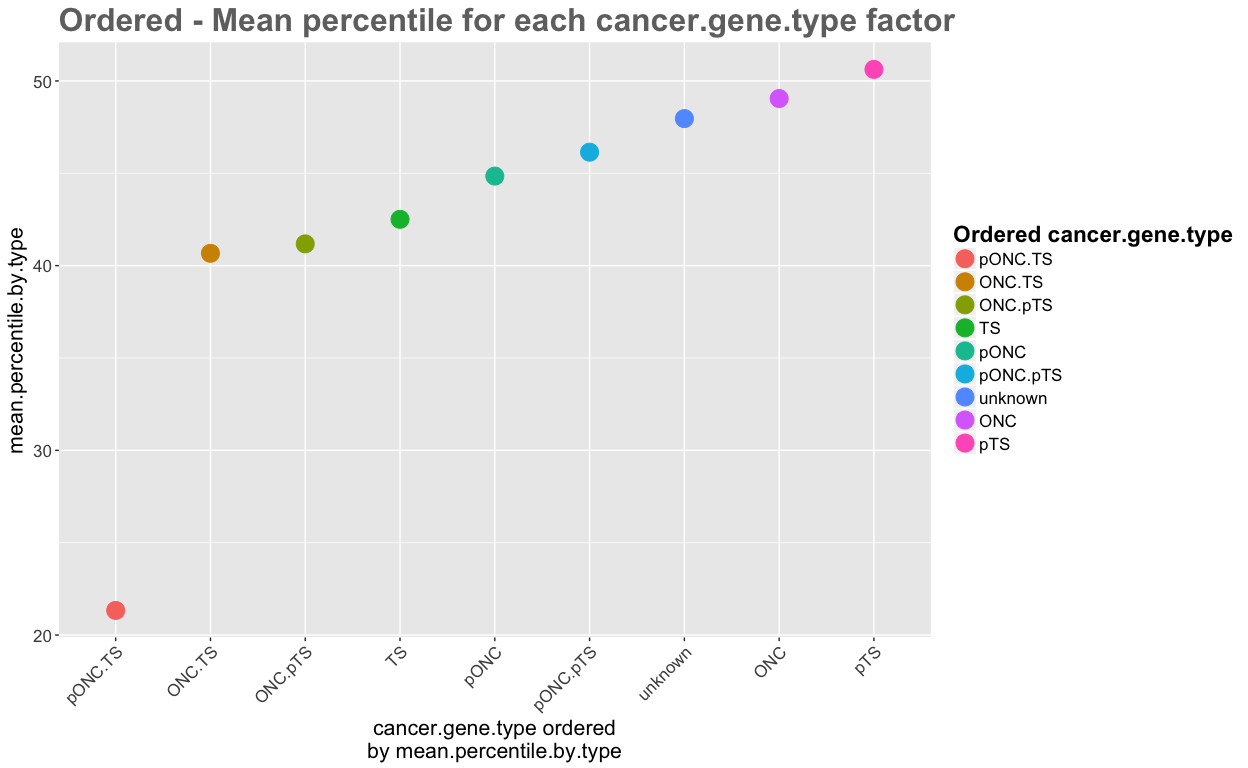 Ordered - Mean percentile for each cancer.gene.type factor
mean.percentile.by.type
50
40
30
20
pONC.TS
ONC.TS
ONC.pTS
TS
pONC
pONC.pTS
unknown
ONC
pTS
cancer.gene.type ordered
by mean.percentile.by.type
Ordered cancer.gene.type
pONC.TS
ONC.TS
ONC.pTS
TS
pONC
pONC.pTS
unknown
ONC
pTS